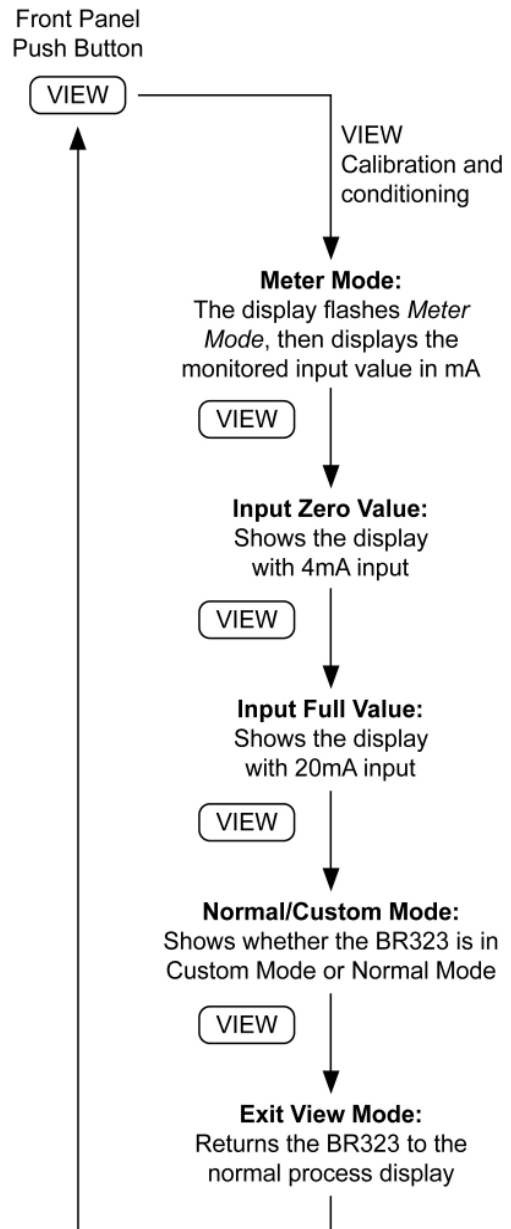 Front Panel
Push Button
VIEW
VIEW
Calibration and
conditioning
Meter Mode:
The display flashes Meter
Mode, then displays the
monitored input value in mA
VIEW
Input Zero Value:
Shows the display
with 4mA input
VIEW
Input Full Value:
Shows the display
with 20mA input
VIEW
Normal/Custom Mode:
Shows whether the BR323 is in
Custom Mode or Normal Mode
VIEW
Exit View Mode:
Returns the BR323 to the
normal process display